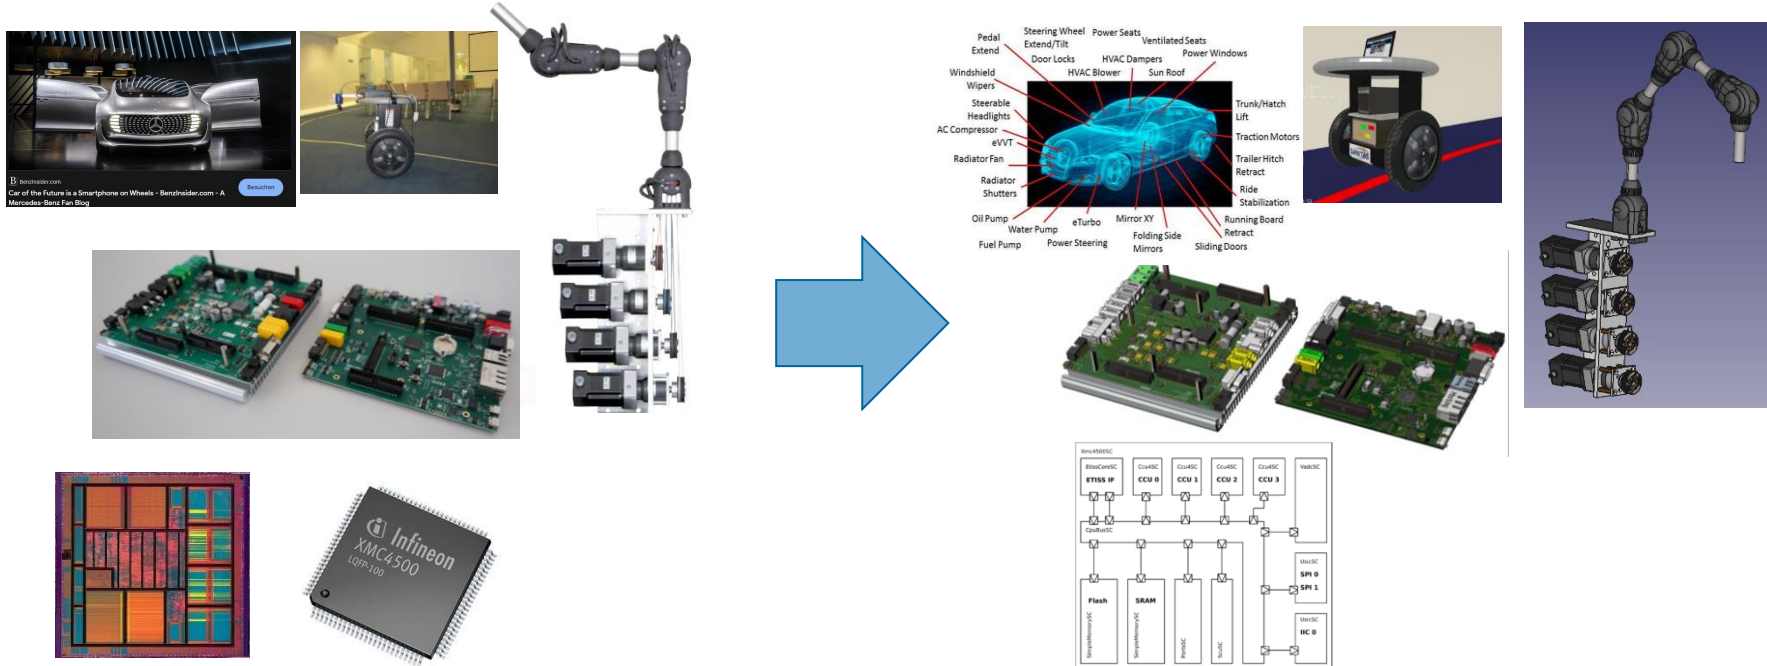 B BenzInsider.com
Car of the Future is a Smartphone on Wheels - BenzInsider.com - A
Mercedes-Benz Fan Blog
Besuchen
Infineon
XMC4500
LQFP-100
Pedal
Extend
Steering Wheel
Extend/Tilt
Power Seats
Ventilated Seats
Door Locks
HVAC Dampers
Power Windows
HVAC Blower
Sun Roof
Windshield
Wipers
Steerable
Headlights
AC Compressor
eVVT
Radiator Fan
Radiator
Shutters
Oil Pump
Water Pump
Fuel Pump
eTurbo
Power Steering
Mirror XY
Folding Side
Mirrors
Sliding Doors
Running Board
Retract
Ride
Stabilization
Trailer Hitch
Retract
Traction Motors
Trunk/Hatch
Lift
Xmc4500SC
EtissCoreSC
ETISS IF
Ccu4SC
CCU 0
Ccu4SC
CCU 1
Ccu4SC
CCU 2
Ccu4SC
CCU 3
VadcSC
CpuBusSC
UsicSC
SPI 0
SPI 1
UsicSC
IIC 0
Flash
SimpleMemorySC
SRAM
SimpleMemorySC
PortsSC
ScuSC